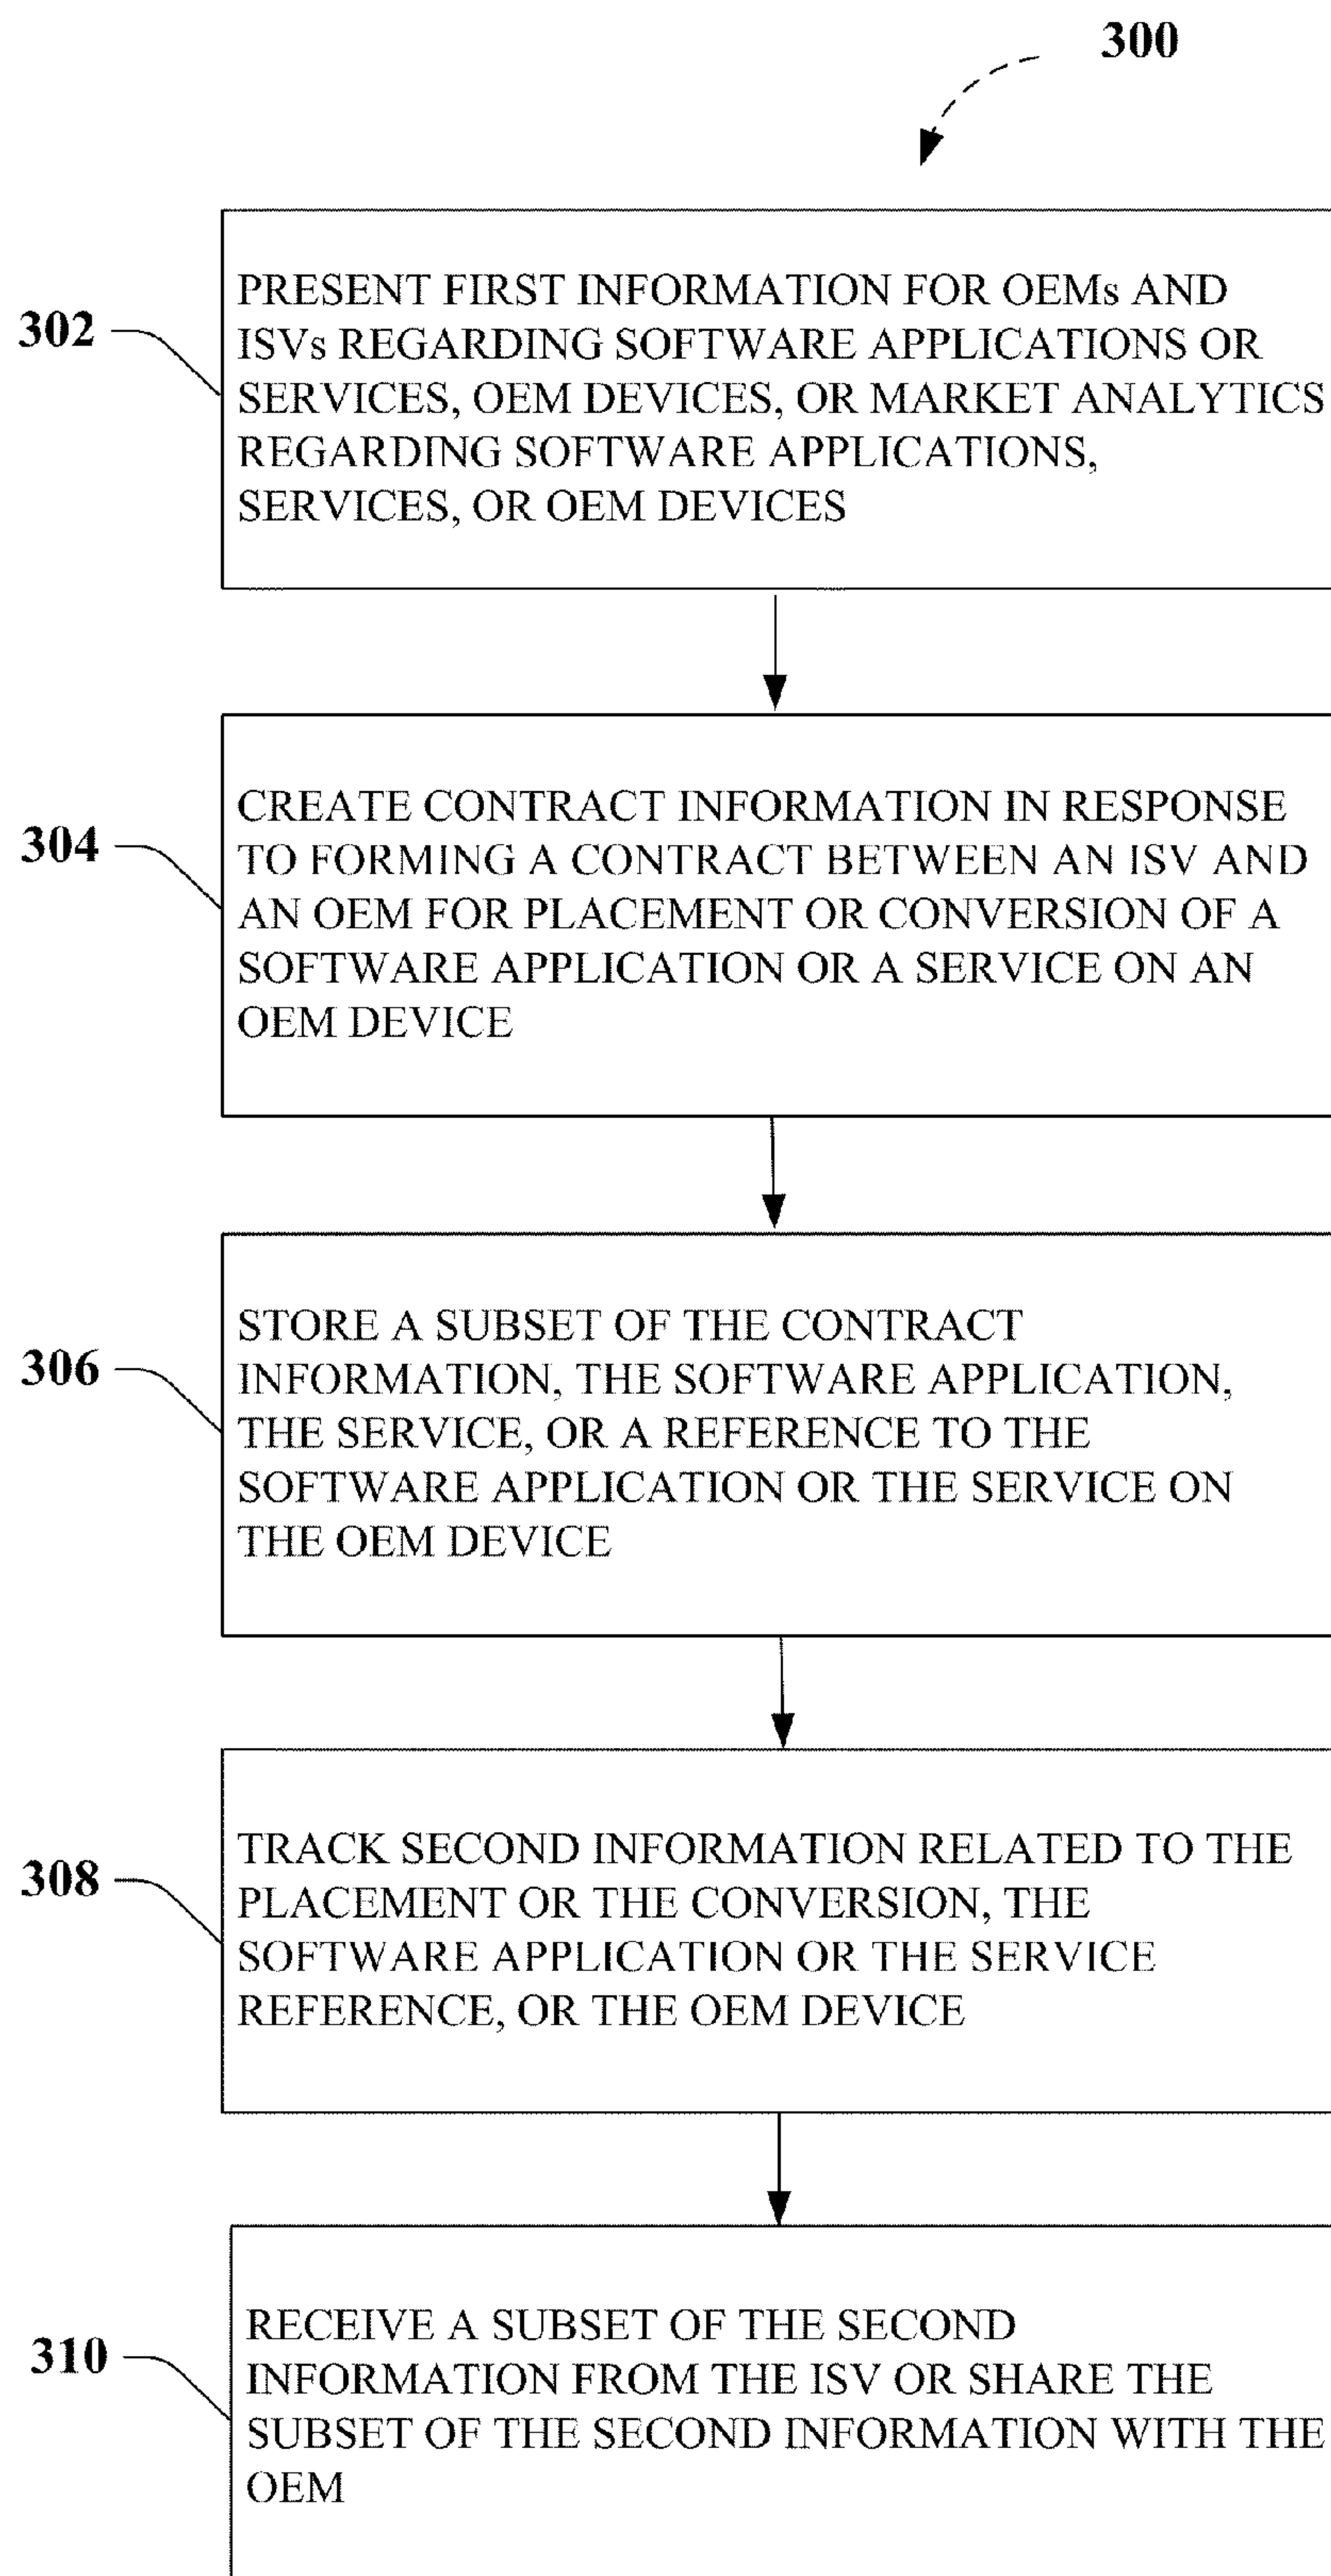 300
302
PRESENT FIRST INFORMATION FOR OEMs AND
ISVs REGARDING SOFTWARE APPLICATIONS OR
SERVICES, OEM DEVICES, OR MARKET ANALYTICS
REGARDING SOFTWARE APPLICATIONS,
SERVICES, OR OEM DEVICES
304
CREATE CONTRACT INFORMATION IN RESPONSE
TO FORMING A CONTRACT BETWEEN AN ISV AND
AN OEM FOR PLACEMENT OR CONVERSION OF A
SOFTWARE APPLICATION OR A SERVICE ON AN
OEM DEVICE
306
STORE A SUBSET OF THE CONTRACT
INFORMATION, THE SOFTWARE APPLICATION,
THE SERVICE, OR A REFERENCE TO THE
SOFTWARE APPLICATION OR THE SERVICE ON
THE OEM DEVICE
308
TRACK SECOND INFORMATION RELATED TO THE
PLACEMENT OR THE CONVERSION, THE
SOFTWARE APPLICATION OR THE SERVICE
REFERENCE, OR THE OEM DEVICE
310
RECEIVE A SUBSET OF THE SECOND
INFORMATION FROM THE ISV OR SHARE THE
SUBSET OF THE SECOND INFORMATION WITH THE
OEM